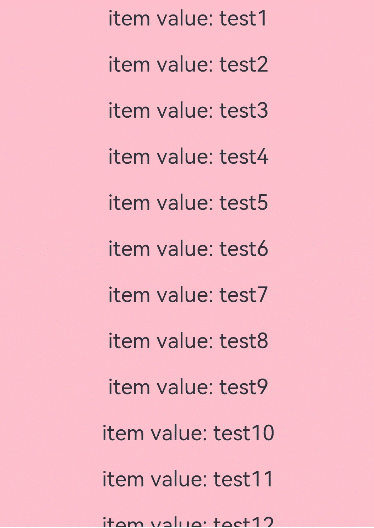 item value: test1
item value: test2
item value: test3
item value: test4
item value: test5
item value: test6
item value: test7
item value: test8
item value: test9
item value: test10
item value: test11
item value: test12